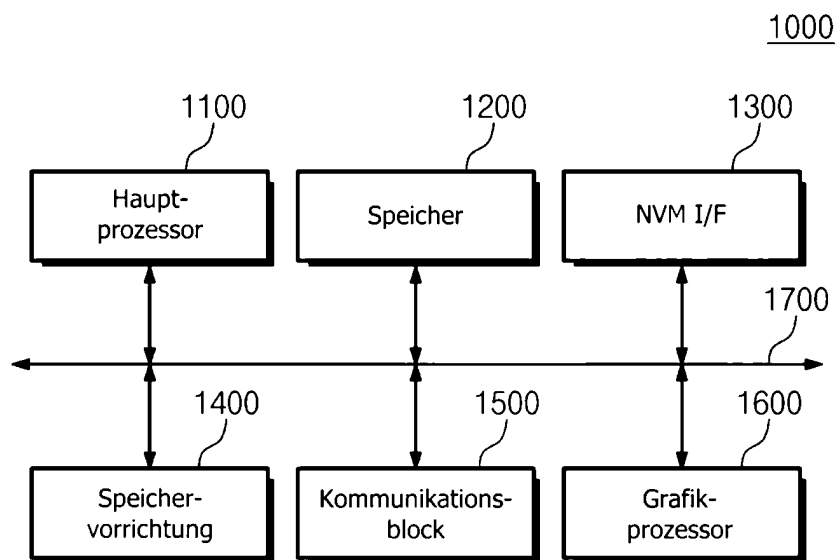 1000
1100
1200
1300
Haupt-
prozessor
Speicher
NVM I/F
1700
1400
1500
1600
Speicher-
vorrichtung
Kommunikations-
block
Grafik-
prozessor